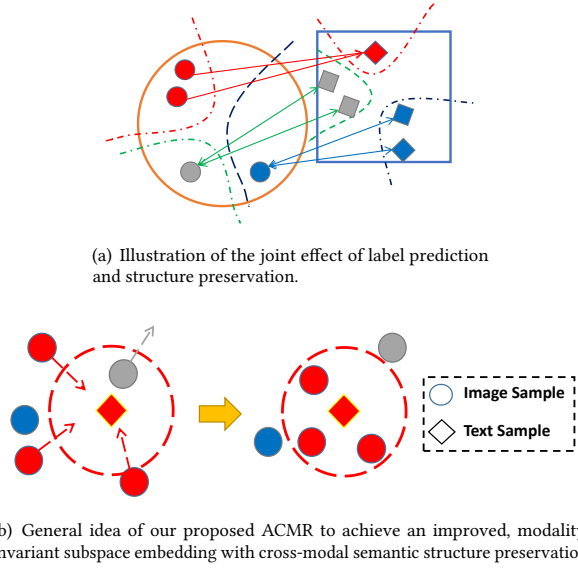 (a) Illustration of the joint effect of label prediction
and structure preservation.
Image Sample
Text Sample
b) General idea of our proposed ACMR to achieve an improved, modality
nvariant subspace embedding with cross-modal semantic structure preservatio